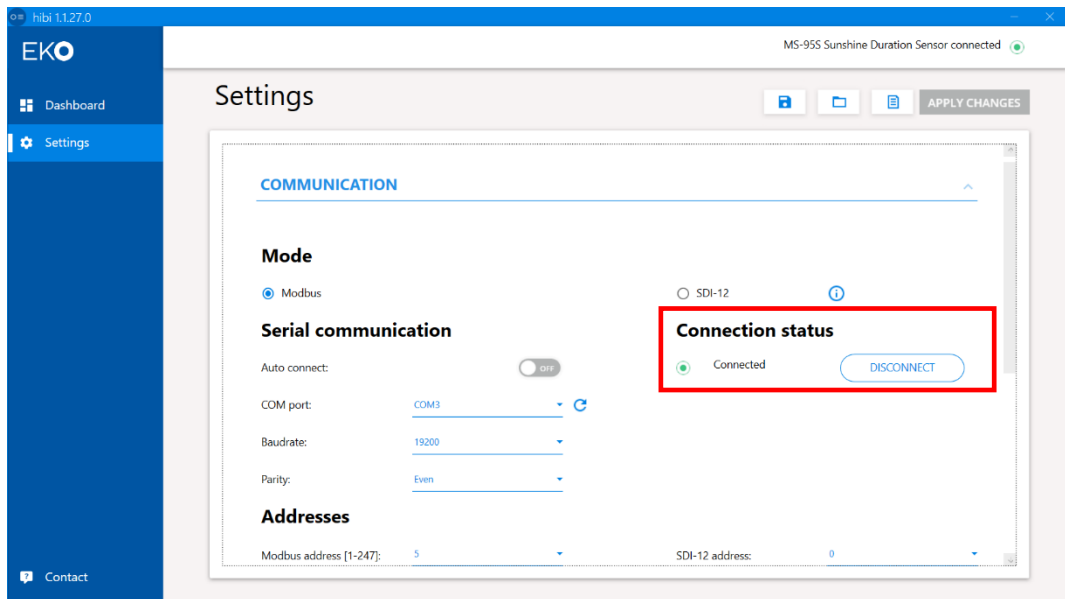 hibi 1.1.27.0
EKO
MS-95S Sunshine Duration Sensor connected
Dashboard
Settings
Contact
Settings
APPLY CHANGES
COMMUNICATION
Mode
Modbus
SDI-12
Serial communication
Connection status
Auto connect:
OFF
Connected
DISCONNECT
COM port:
COM3
Baudrate:
19200
Parity:
Even
Addresses
Modbus address [1-247]:
5
SDI-12 address:
0